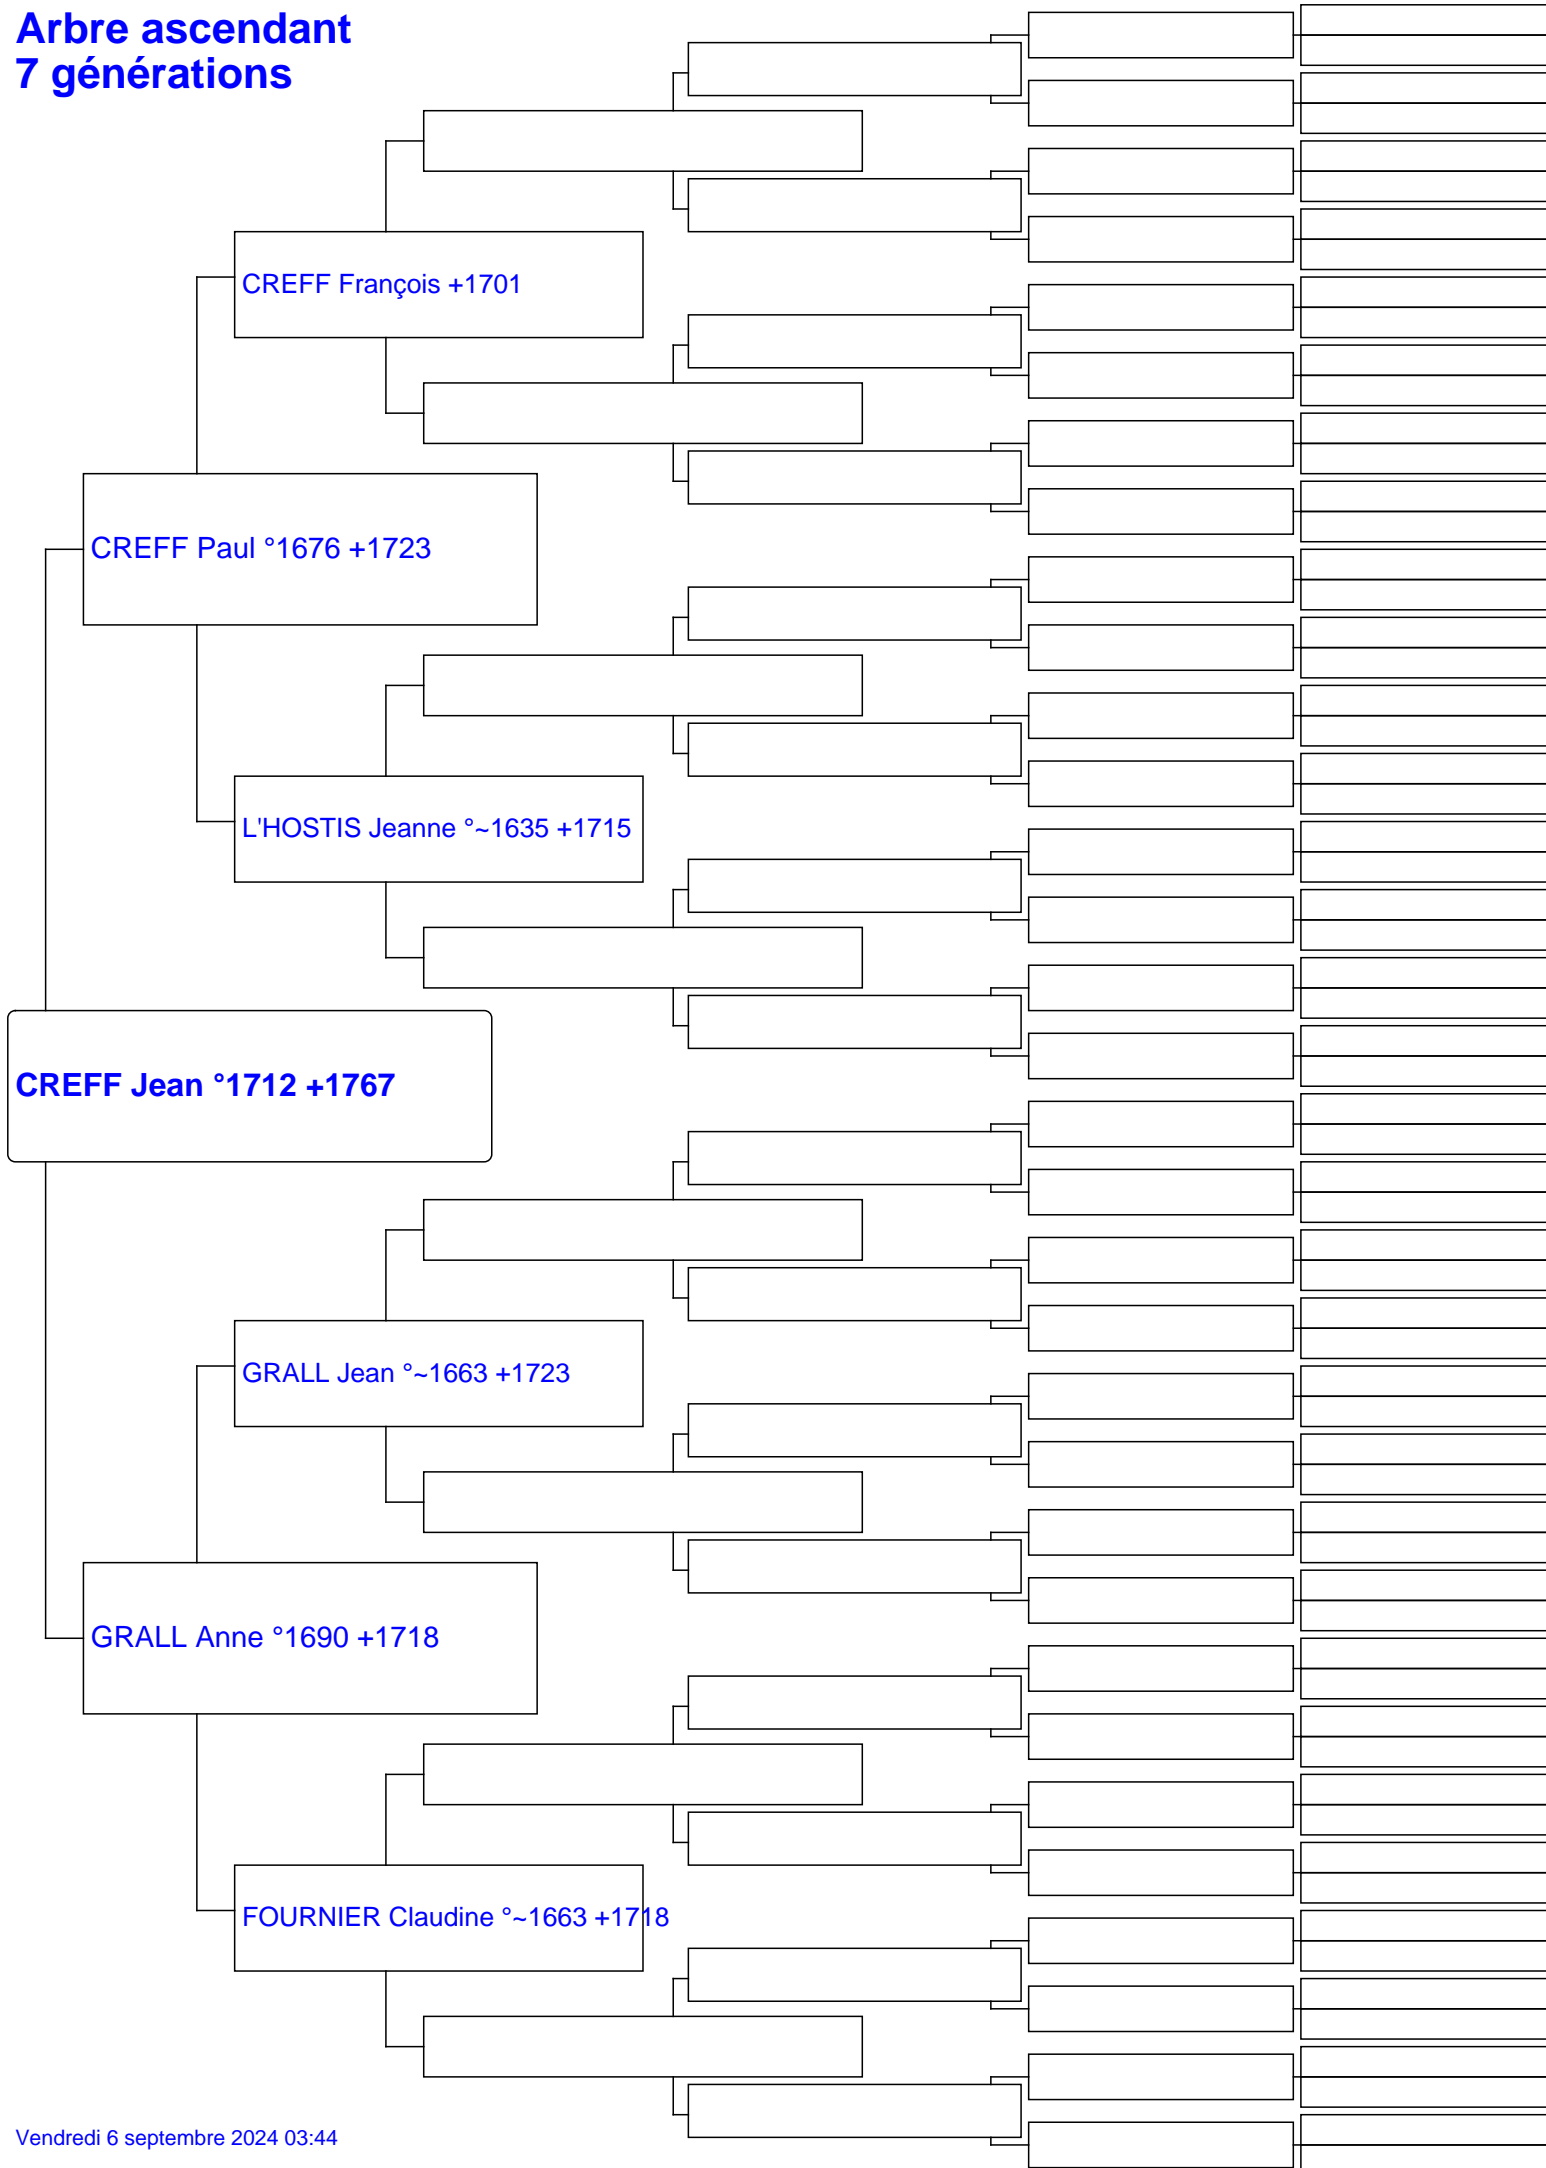 Arbre ascendant
7 générations
CREFF François +1701
CREFF Paul °1676 +1723
L'HOSTIS Jeanne °~1635 +1715
CREFF Jean °1712 +1767
GRALL Jean °~1663 +1723
GRALL Anne °1690 +1718
FOURNIER Claudine °~1663 +1718
Vendredi 6 septembre 2024 03:44